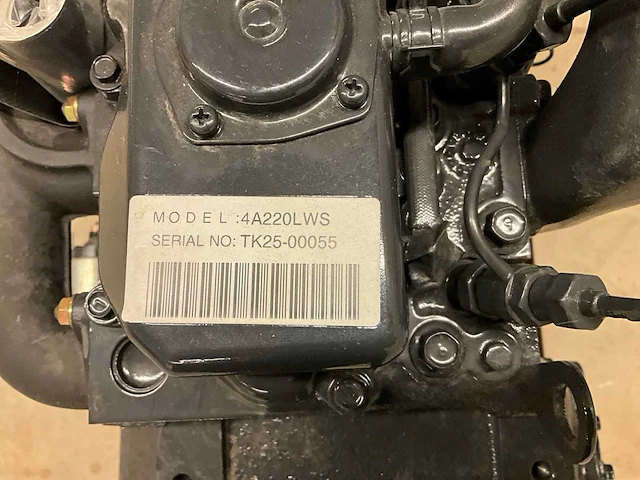 MODEL :4A220LWS
SERIAL NO: TK25-00055